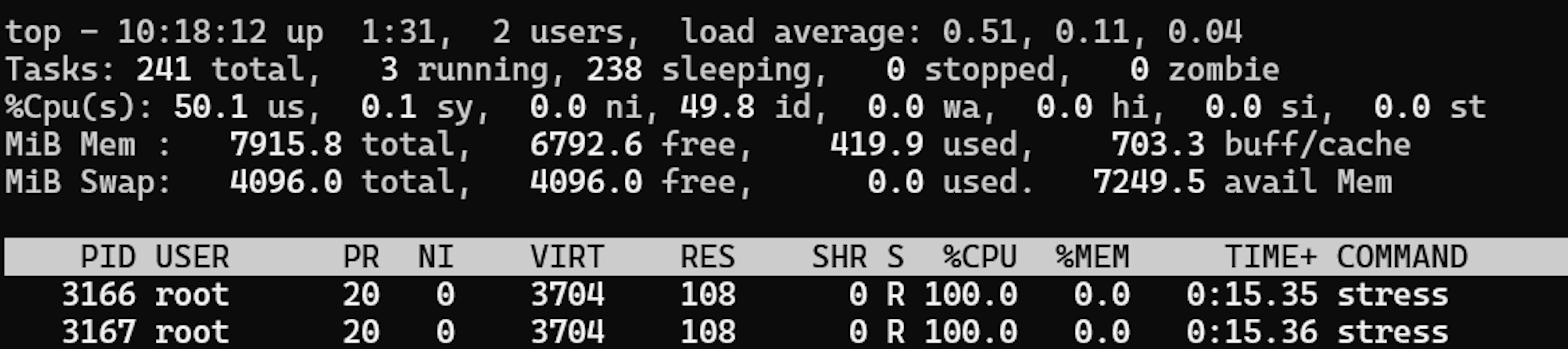 top - 10:18:12 up  1:31,  2 users,  load average: 0.51, 0.11, 0.04
Tasks: 241 total,   3 running, 238 sleeping,   0 stopped,   0 zombie
%Cpu(s): 50.1 us,  0.1 sy,  0.0 ni, 49.8 id,  0.0 wa,  0.0 hi,  0.0 si,  0.0 st
MiB Mem :   7915.8 total,   6792.6 free,    419.9 used,    703.3 buff/cache
MiB Swap:   4096.0 total,   4096.0 free,      0.0 used.   7249.5 avail Mem
    PID USER      PR  NI    VIRT    RES    SHR S  %CPU  %MEM     TIME+ COMMAND
   3166 root      20   0    3704    108      0 R 100.0   0.0   0:15.35 stress
   3167 root      20   0    3704    108      0 R 100.0   0.0   0:15.36 stress